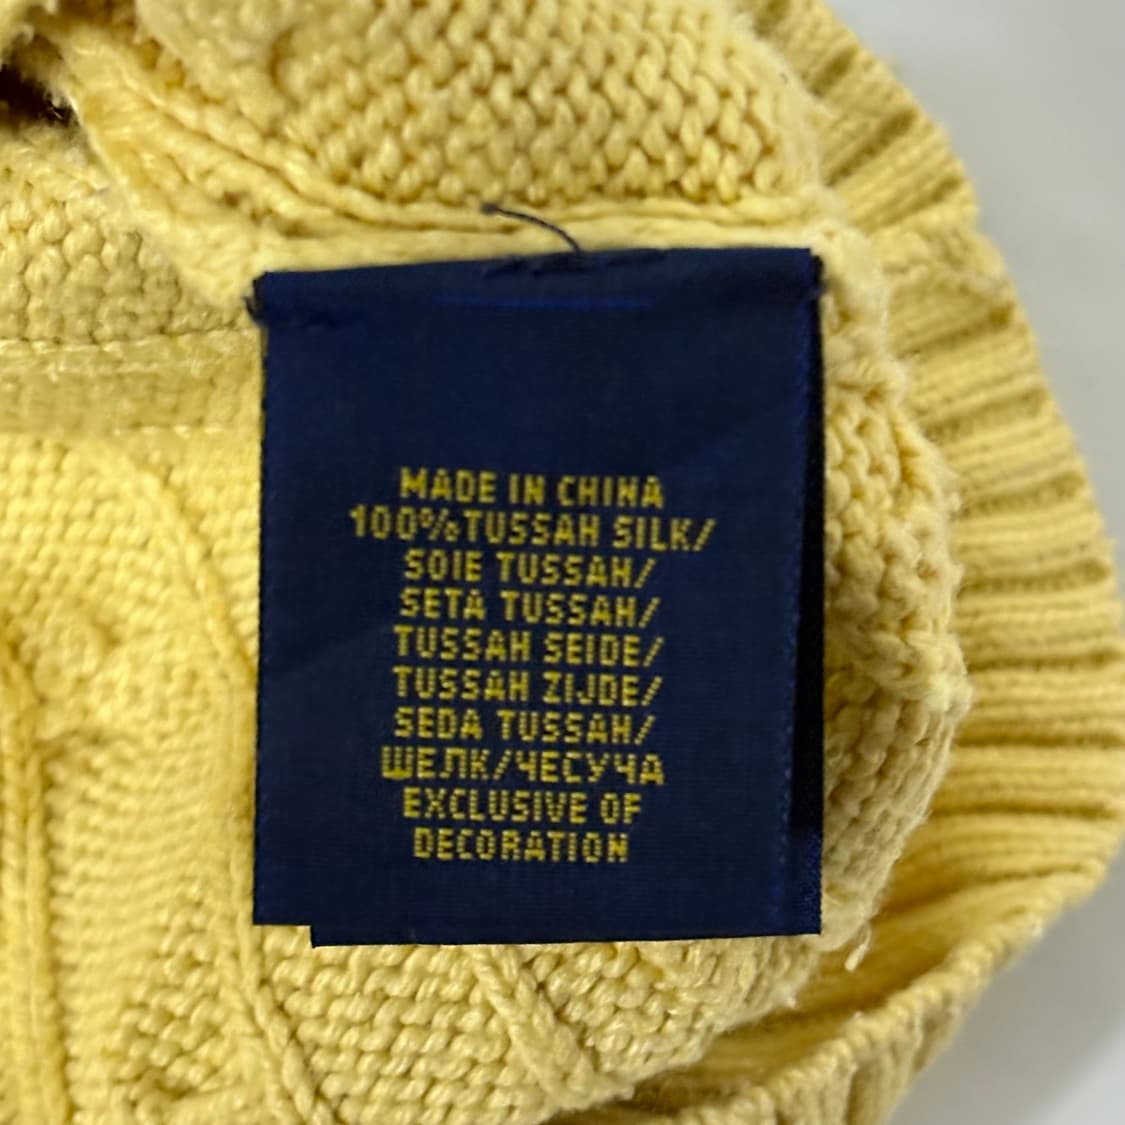 MADE IN CHINA
100%TUSSAH SILK/
SOIE TUSSAH/
SETA TUSSAH/
TUSSAH SEIDE/
TUSSAH ZIJDE/
SEDA TUSSAH/
ШЕЛК/ЧЕСУЧА
EXCLUSIVE OF
DECORATION